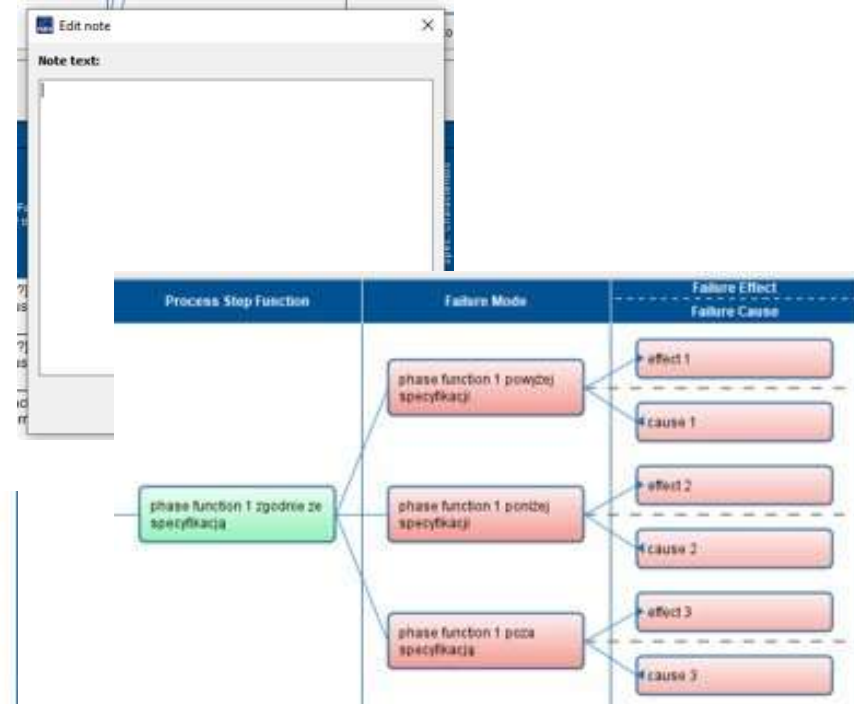 Edit note
Note text:
Process Step Function
Failure Mode
Failure Effect
Failure Cause
phase function 1 zgodnie ze
specyfikacją
phase function 1 powyżej
specyfikacji
phase function 1 poniżej
specyfikacji
phase function 1 poza
specyfikacją
effect 1
cause 1
effect 2
cause 2
effect 3
cause 3